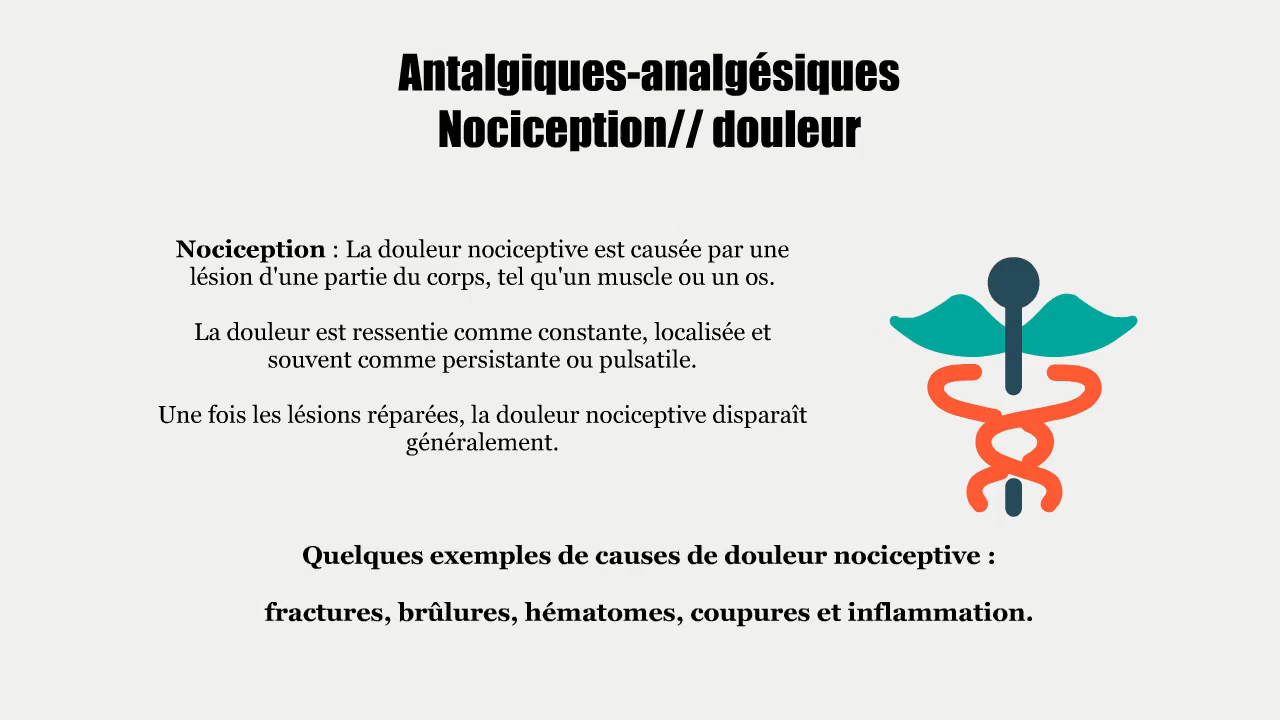 Antalgiques-analgésiques
Nociception// douleur
Nociception : La douleur nociceptive est causée par une
lésion d'une partie du corps, tel qu'un muscle ou un os.
La douleur est ressentie comme constante, localisée et
souvent comme persistante ou pulsatile.
Une fois les lésions réparées, la douleur nociceptive disparaît
généralement.
Quelques exemples de causes de douleur nociceptive :
fractures, brûlures, hématomes, coupures et inflammation.